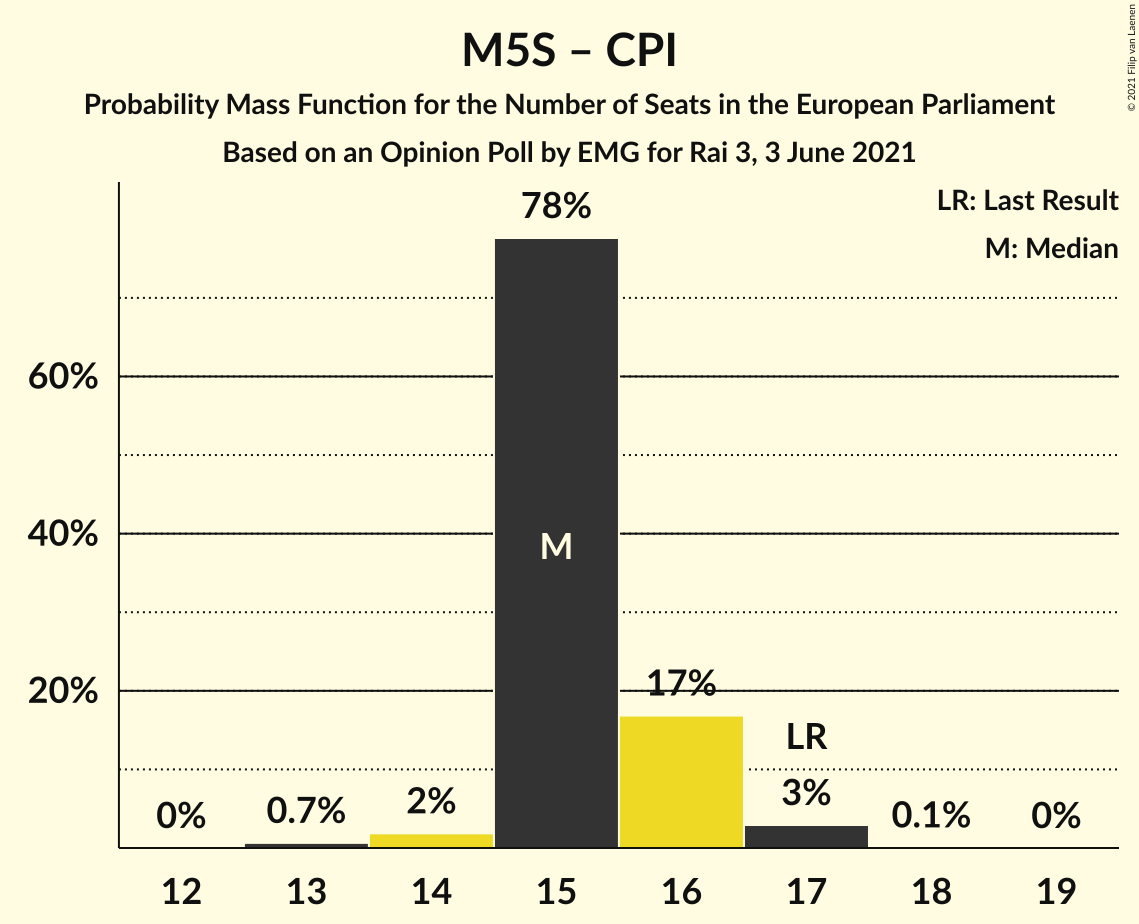 M5S – CPI
Probability Mass Function for the Number of Seats in the European Parliament
Based on an Opinion Poll by EMG for Rai 3, 3 June 2021
© 2021 Filip van Laenen
LR: Last Result
M: Median
78%
60%
40%
20%
M
17%
LR
0%
0.7%
2%
3%
0.1%
0%
12 13 14 15 16 17 18 19